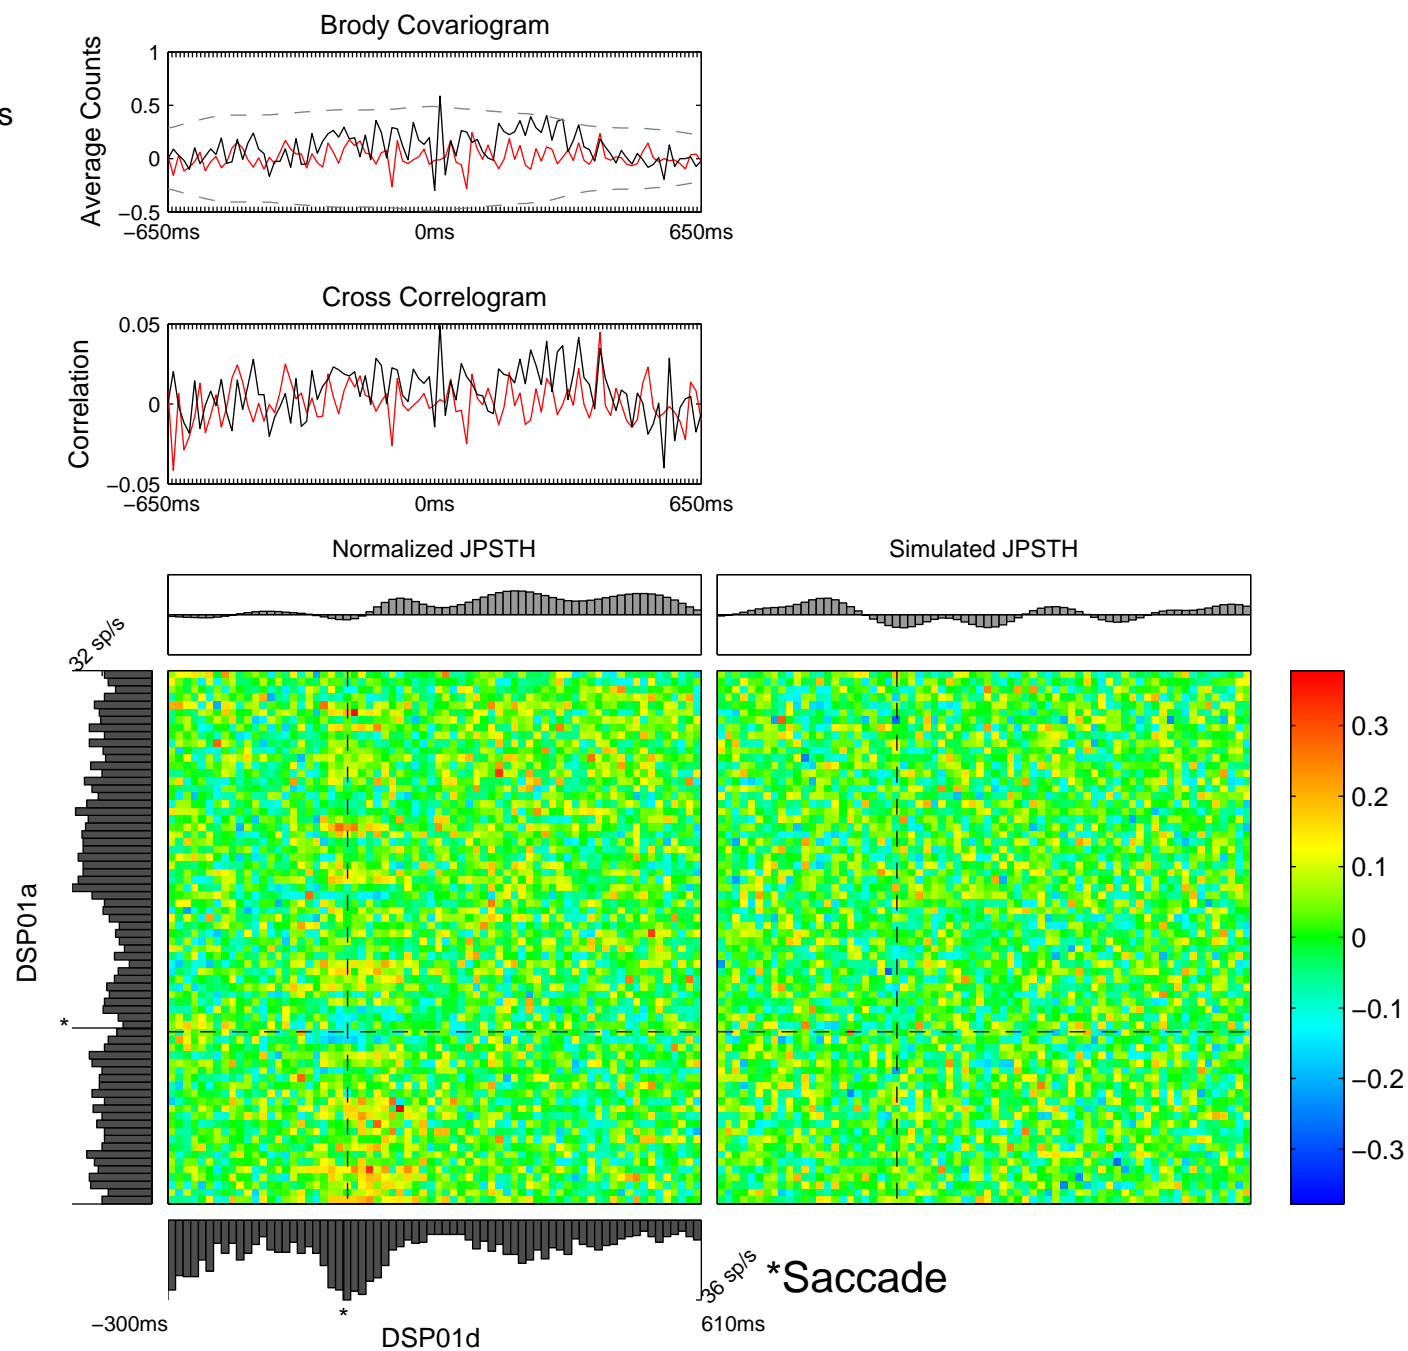 Brody Covariogram
s
Average Counts
1
0.5
0
−0.5
−650ms 0ms 650ms
Cross Correlogram
Correlation
0.05
0
−0.05
−650ms 0ms 650ms
Normalized JPSTH
Simulated JPSTH
32 sp/s
DSP01a
*
0.3
0.2
0.1
0
−0.1
−0.2
−0.3
36 sp/s
*Saccade
*
−300ms
DSP01d
610ms